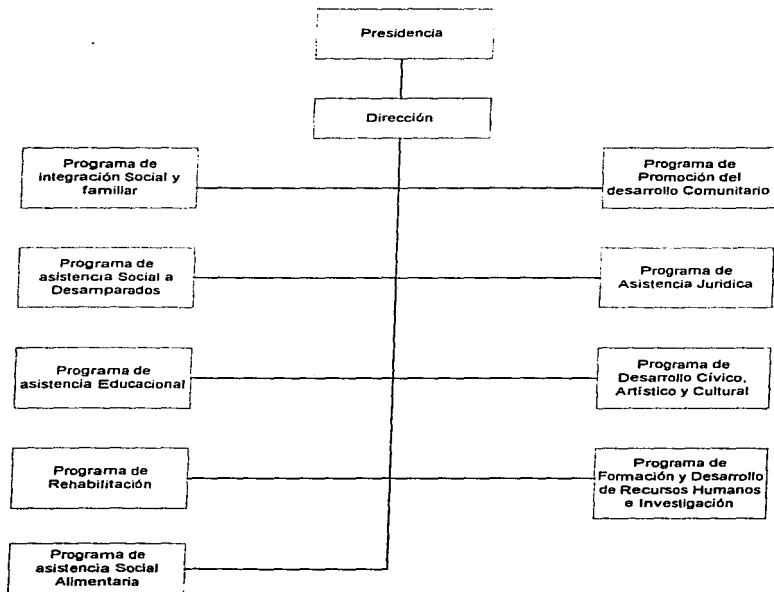 Presidencia
Dirección
Programa de
integración Social y
familiar
Programa de
Promoción del
desarrollo Comunitario
Programa de
asistencia Social a
Desamparados
Programa de
Asistencia Jurídica
Programa de
asistencia Educacional
Programa de
Desarrollo Cívico,
Artístico y Cultural
Programa de
Rehabilitación
Programa de
Formación y Desarrollo
de Recursos Humanos
e Investigación
Programa de
asistencia Social
Alimentaria